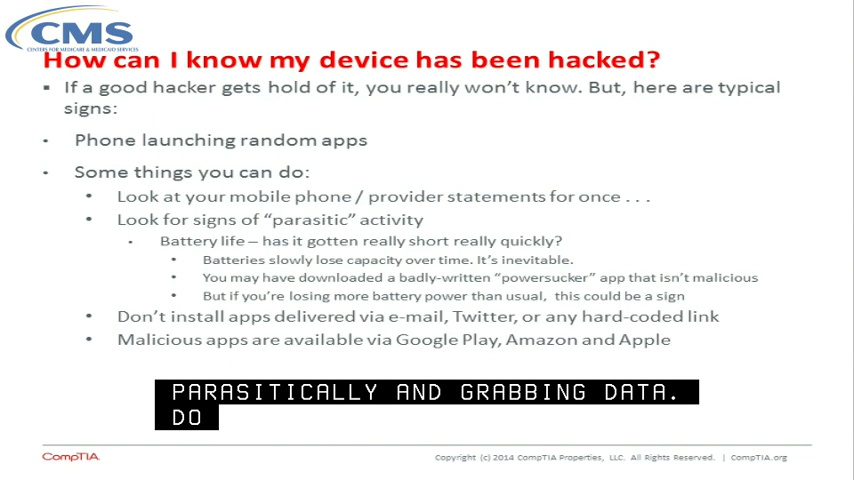 CMS
CENTERS FOR MEDICARE & MEDICAID SERVICES
How can I know my device has been hacked?
▪ If a good hacker gets hold of it, you really won't know. But, here are typical
signs:
• Phone launching random apps
• Some things you can do:
• Look at your mobile phone / provider statements for once . . .
• Look for signs of “parasitic” activity
• Battery life – has it gotten really short really quickly?
• Batteries slowly lose capacity over time. It's inevitable.
• You may have downloaded a badly-written “powersucker” app that isn't malicious
• But if you're losing more battery power than usual, this could be a sign
• Don't install apps delivered via e-mail, Twitter, or any hard-coded link
• Malicious apps are available via Google Play, Amazon and Apple
PARASITICALLY AND GRABBING DATA.
DO
CompTIA.
Copyright (c) 2014 CompTIA Properties, LLC. All Rights Reserved. | CompTIA.org